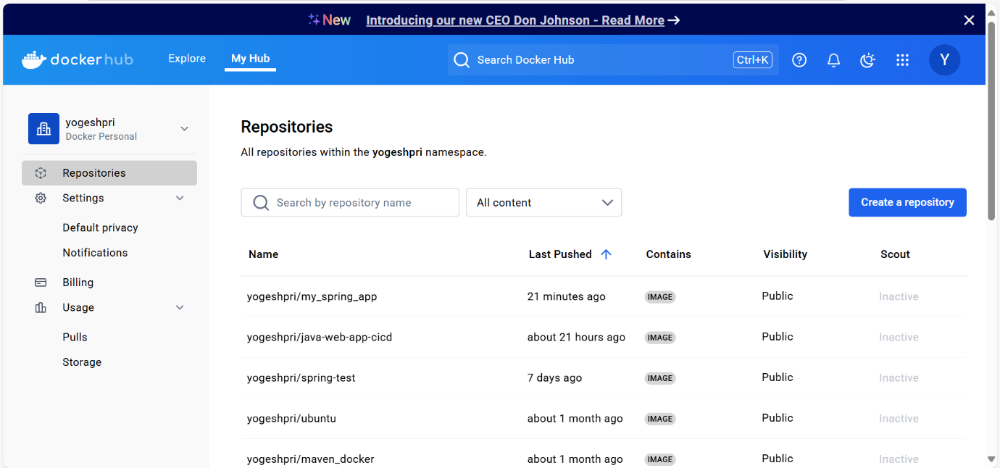 New Introducing our new CEO Don Johnson - Read More →
dockerhub Explore My Hub Search Docker Hub Ctrl+K Y
yogeshpri
Docker Personal
Repositories
Settings
Default privacy
Notifications
Billing
Usage
Pulls
Storage
Repositories
All repositories within the yogeshpri namespace.
Search by repository name All content Create a repository
Name Last Pushed Contains Visibility Scout
yogeshpri/my_spring_app 21 minutes ago IMAGE Public Inactive
yogeshpri/java-web-app-cicd about 21 hours ago IMAGE Public Inactive
yogeshpri/spring-test 7 days ago IMAGE Public Inactive
yogeshpri/ubuntu about 1 month ago IMAGE Public Inactive
yogeshpri/maven_docker about 1 month ago IMAGE Public Inactive